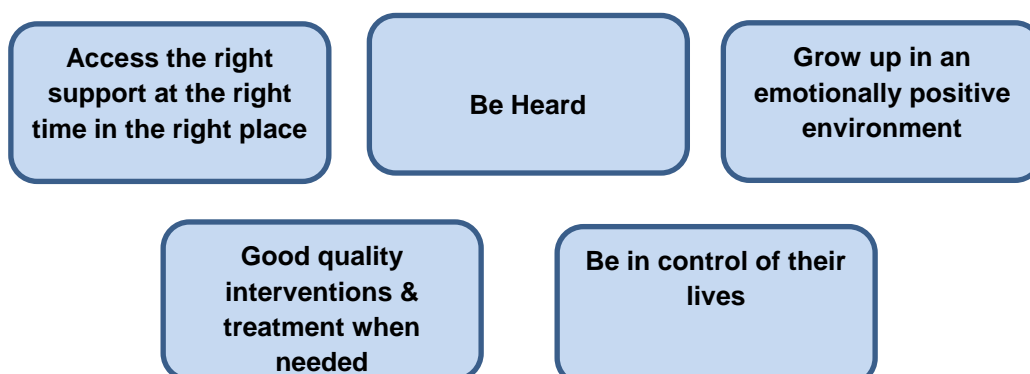 Access the right
support at the right
time in the right place
Be Heard
Grow up in an
emotionally positive
environment
Good quality
interventions &
treatment when
needed
Be in control of their
lives